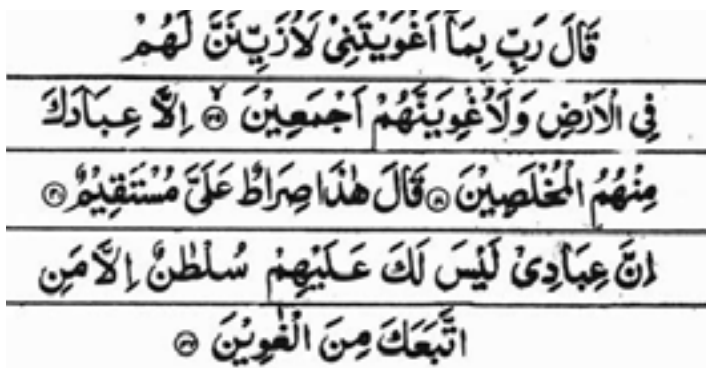 قَالَ رَبِّ بِمَآ اَغْوَيْتَنِىْ لَاُزَيِّنَنَّ لَهُمْ
فِى الْاَرْضِ وَلَاُغْوِيَنَّهُمْ اَجْمَعِيْنَ ۙ اِلَّا عِبَادَكَ
مِنْهُمُ الْمُخْلَصِيْنَ قَالَ هٰذَا صِرَاطٌ عَلَىَّ مُسْتَقِيْمٌ
اِنَّ عِبَادِىْ لَيْسَ لَكَ عَلَيْهِمْ سُلْطٰنٌ اِلَّا مَنِ
اتَّبَعَكَ مِنَ الْغٰوِيْنَ